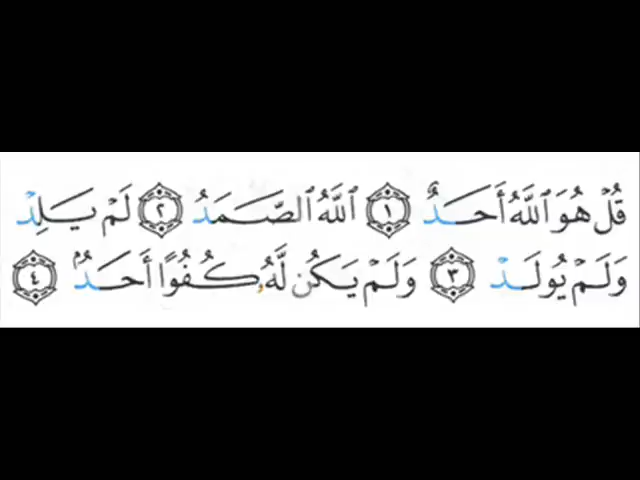 قُلۡ هُوَ ٱللَّهُ أَحَدٌ ١ ٱللَّهُ ٱلصَّمَدُ ٢ لَمۡ يَلِدۡ
وَلَمۡ يُولَدۡ ٣ وَلَمۡ يَكُن لَّهُۥ كُفُوًا أَحَدُۢ ٤